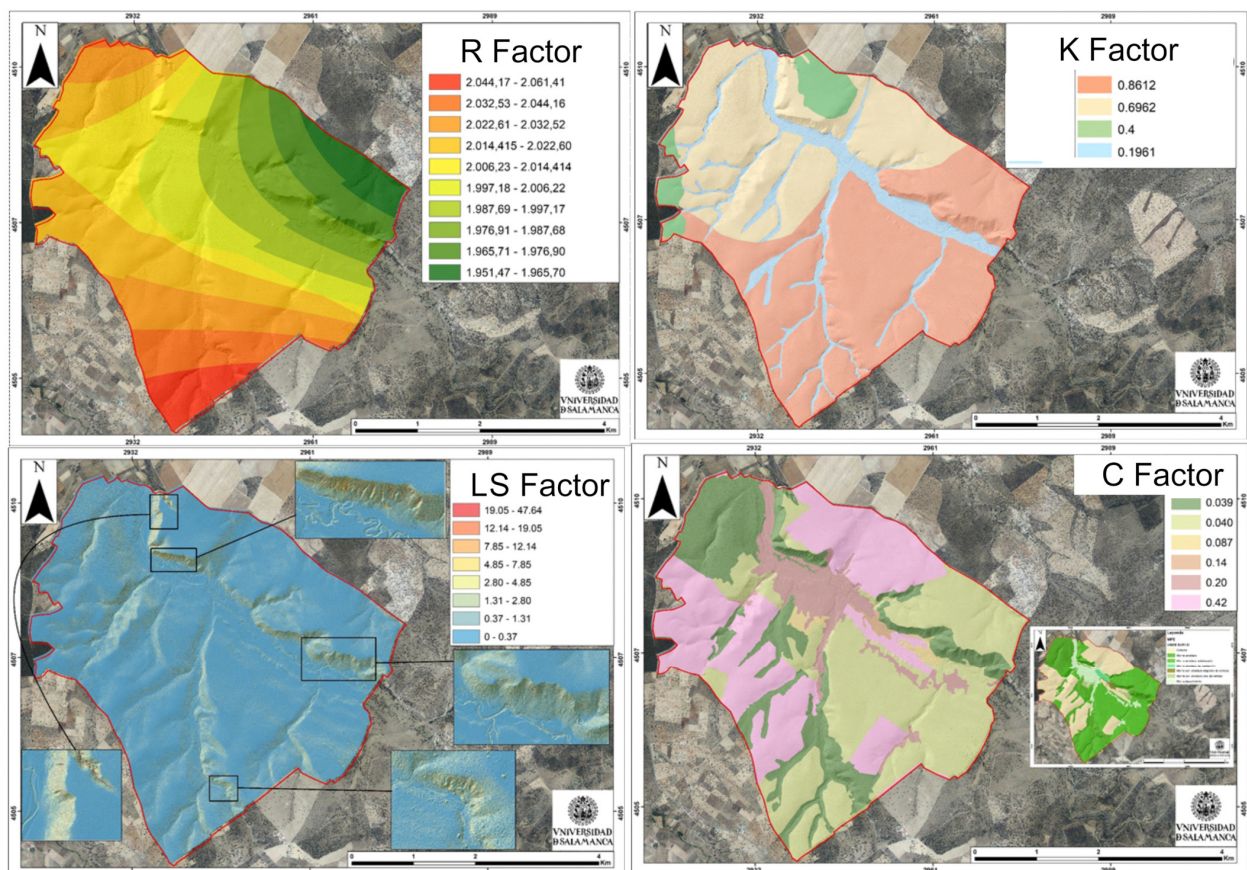 2932
2961
2989
N
R Factor
2.044,17 - 2.061,41
2.032,53 - 2.044,16
2.022,61 - 2.032,52
2.014,415 - 2.022,60
2.006,23 - 2.014,414
1.997,18 - 2.006,22
1.987,69 - 1.997,17
1.976,91 - 1.987,68
1.965,71 - 1.976,90
1.951,47 - 1.965,70
4510
4507
4505
VNiVERSiDAD
D SALAMANCA
0 1 2 4
Km
2932
2961
2989
2932
2961
2989
N
K Factor
0.8612
0.6962
0.4
0.1961
4510
4507
4505
VNiVERSiDAD
D SALAMANCA
0 1 2 4
Km
2932
2961
2989
N
LS Factor
19.05 - 47.64
12.14 - 19.05
7.85 - 12.14
4.85 - 7.85
2.80 - 4.85
1.31 - 2.80
0.37 - 1.31
0 - 0.37
4510
4507
4505
VNiVERSiDAD
D SALAMANCA
0 1 2 4
Km
N
C Factor
0.039
0.040
0.087
0.14
0.20
0.42
4510
4507
4505
N
VNiVERSiDAD
D SALAMANCA
0 1 2 4
Km
2932
2961
2989